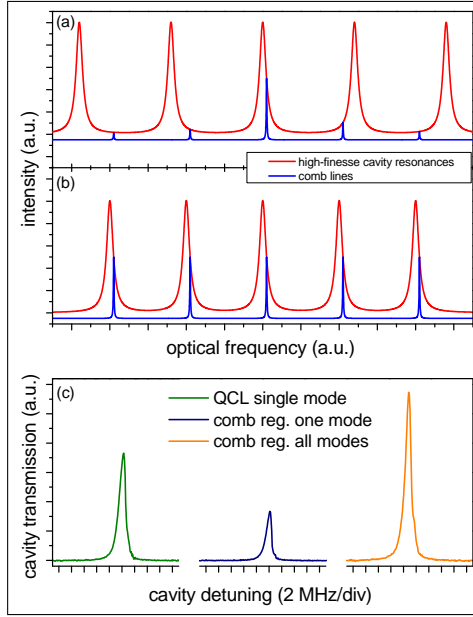 (a)
intensity (a.u.)
high-finesse cavity resonances
comb lines
(b)
optical frequency (a.u.)
(c)
cavity transmission (a.u.)
QCL single mode
comb reg. one mode
comb reg. all modes
cavity detuning (2 MHz/div)